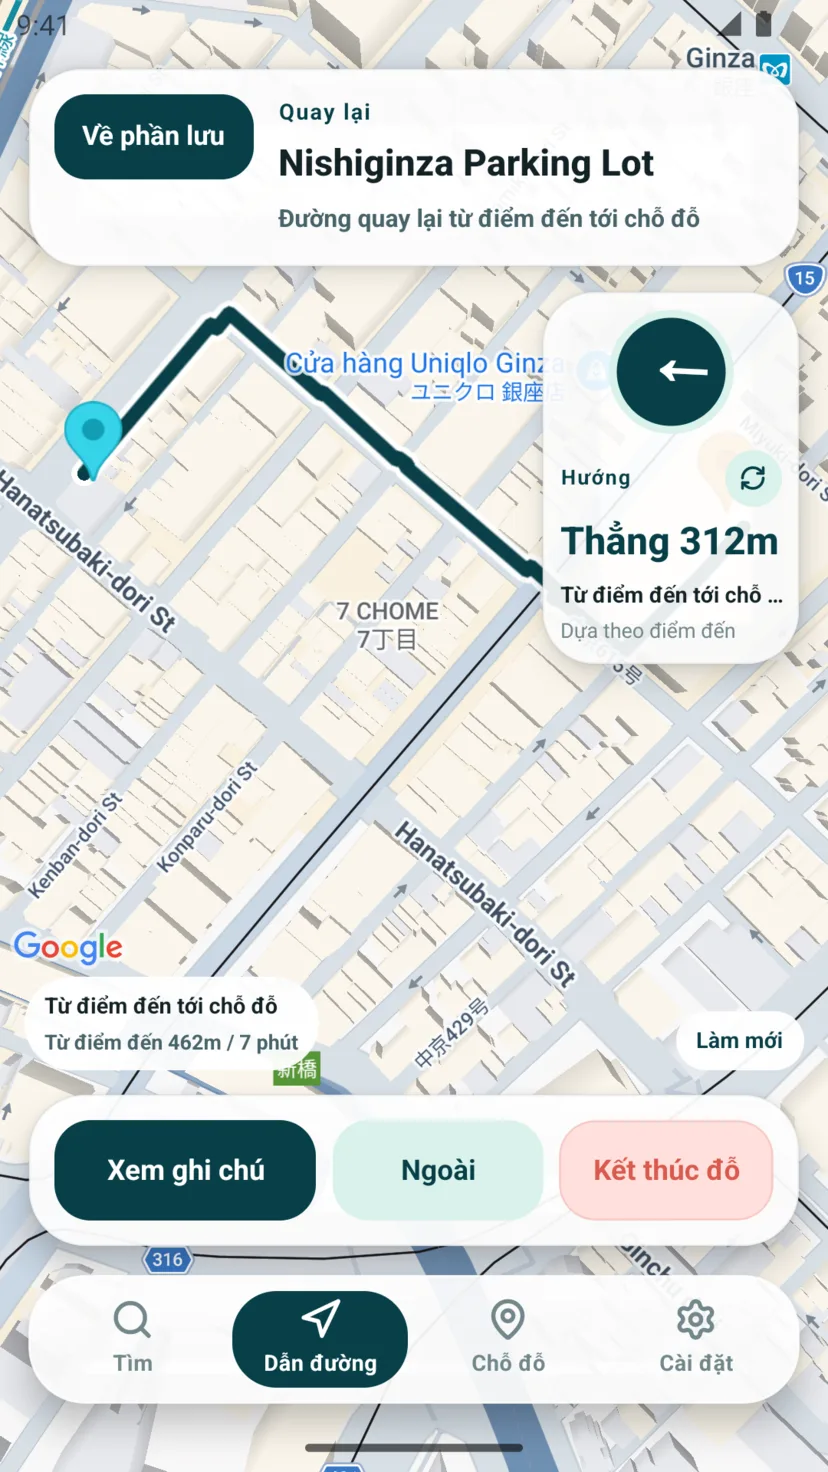 9:41
Ginza
銀座
Về phần lưu
Quay lại
Nishiginza Parking Lot
Đường quay lại từ điểm đến tới chỗ đỗ
15
Cửa hàng Uniqlo Ginza
ユニクロ 銀座店
Miyuki-dori St
Hướng
Thẳng 312m
Từ điểm đến tới chỗ ...
Dựa theo điểm đến
Hanatsubaki-dori St
7 CHOME
7丁目
Kenban-dori St
Konparu-dori St
Hanatsubaki-dori St
中京429号
Google
Từ điểm đến tới chỗ đỗ
Từ điểm đến 462m / 7 phút
Làm mới
新橋
Xem ghi chú
Ngoài
Kết thúc đỗ
316
Tìm
Dẫn đường
Chỗ đỗ
Cài đặt